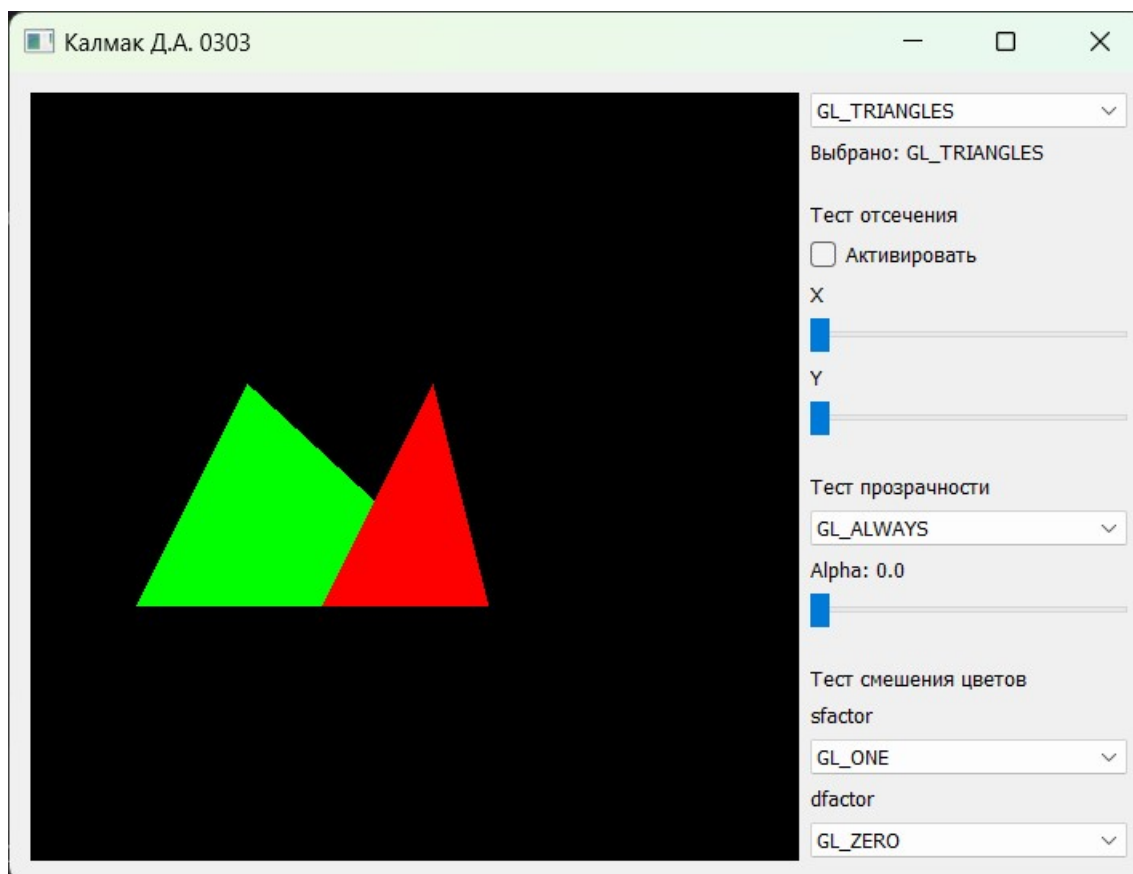 Калмак Д.А. 0303
GL_TRIANGLES
Выбрано: GL_TRIANGLES
Тест отсечения
Активировать
X
Y
Тест прозрачности
GL_ALWAYS
Alpha: 0.0
Тест смешения цветов
sfactor
GL_ONE
dfactor
GL_ZERO